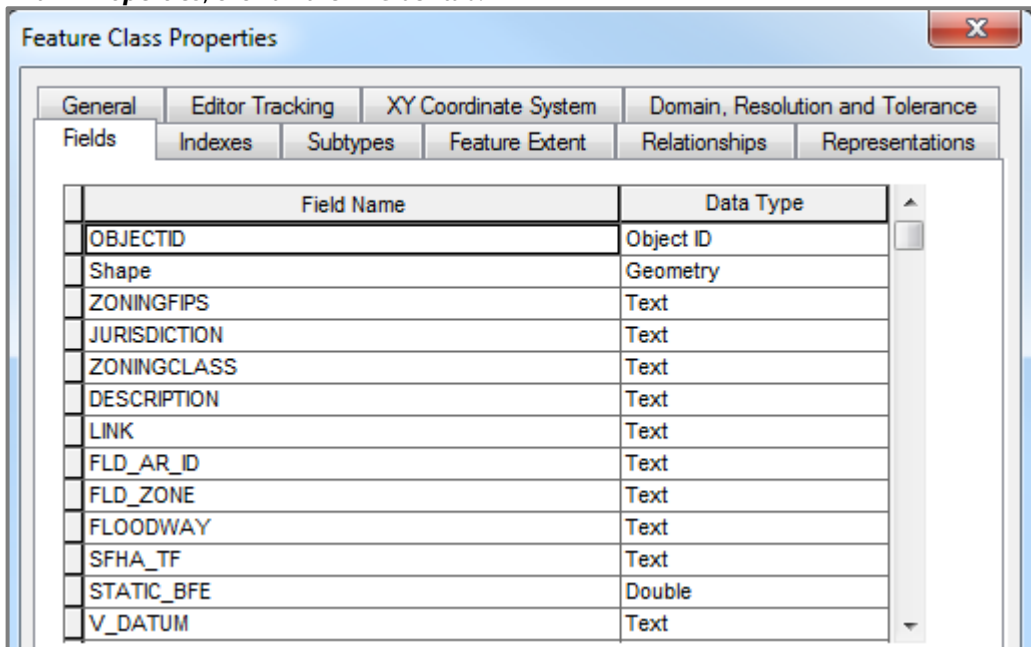 Feature Class Properties
General Editor Tracking XY Coordinate System Domain, Resolution and Tolerance
Fields Indexes Subtypes Feature Extent Relationships Representations
Field Name Data Type
OBJECTID Object ID
Shape Geometry
ZONINGFIPS Text
JURISDICTION Text
ZONINGCLASS Text
DESCRIPTION Text
LINK Text
FLD_AR_ID Text
FLD_ZONE Text
FLOODWAY Text
SFHA_TF Text
STATIC_BFE Double
V_DATUM Text